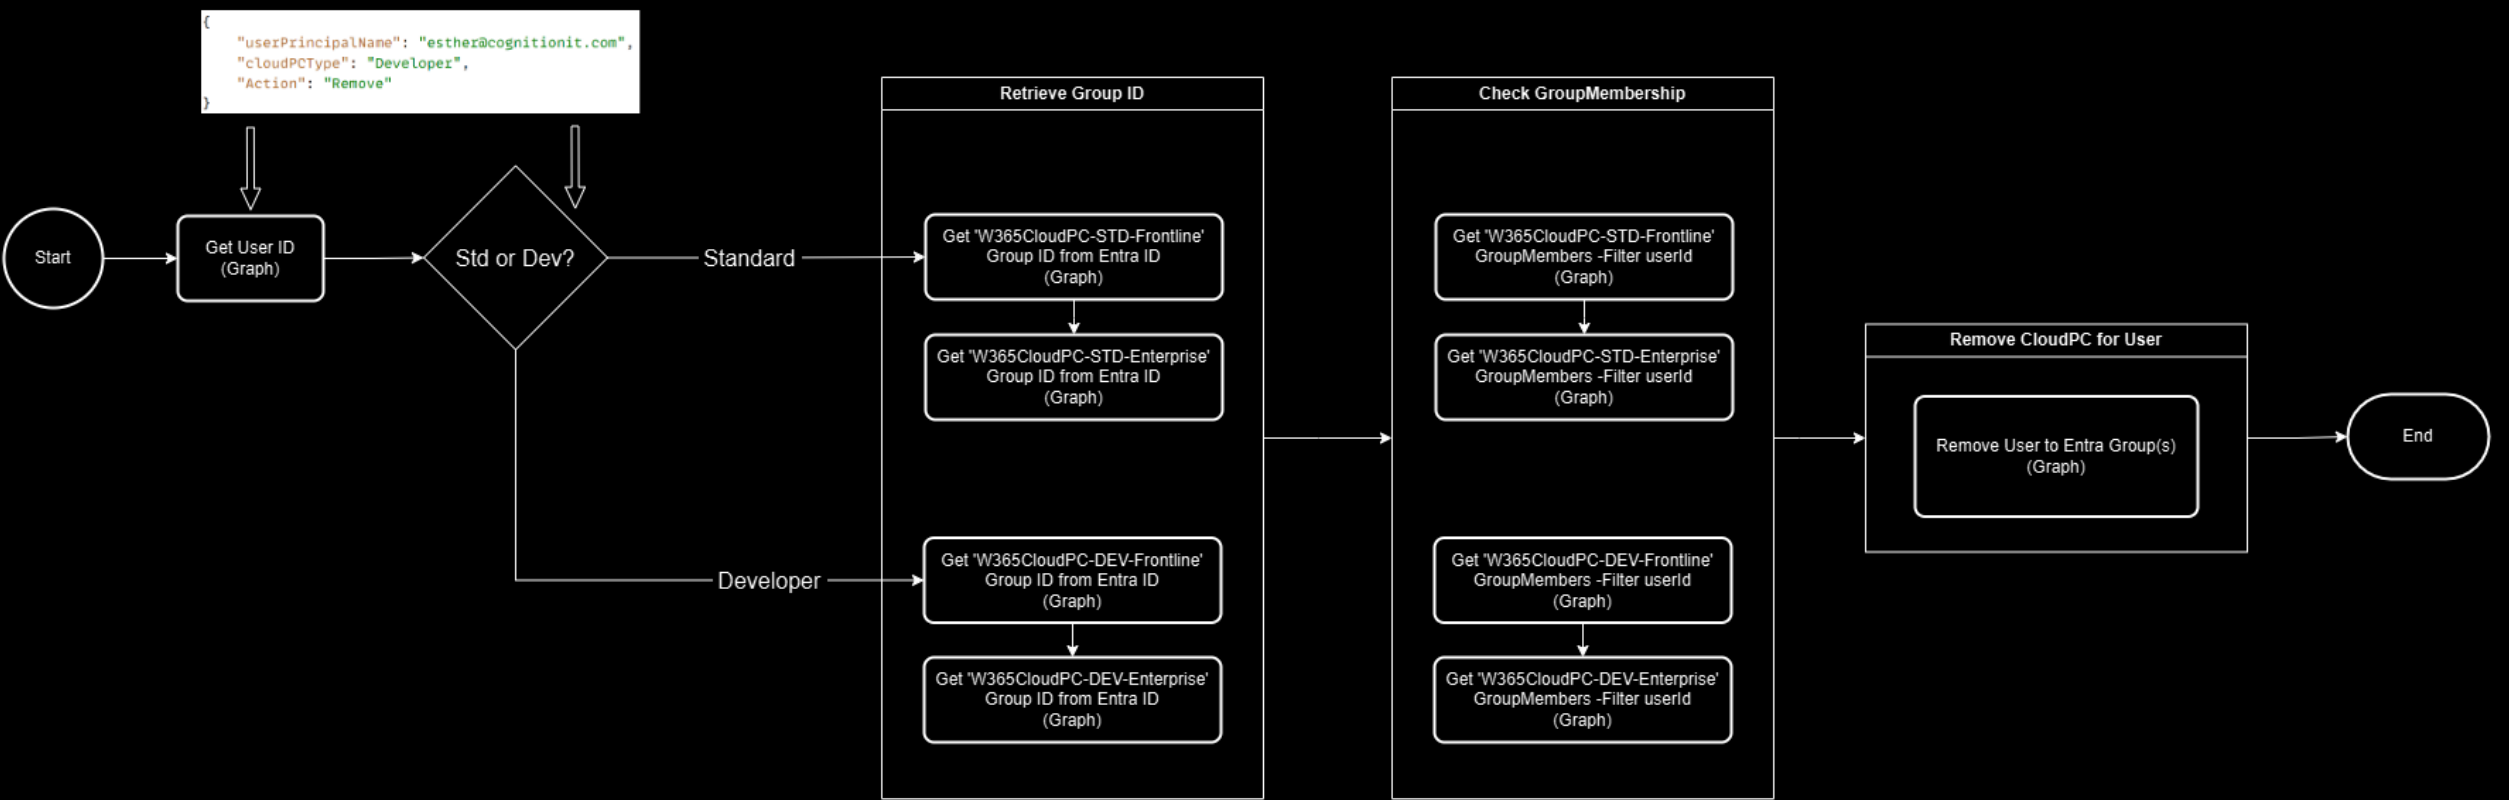 {
"userPrincipalName": "esther@cognitionit.com",
"cloudPCType": "Developer",
"Action": "Remove"
}
Start
Get User ID
(Graph)
Std or Dev?
Standard
Developer
Retrieve Group ID
Get 'W365CloudPC-STD-Frontline'
Group ID from Entra ID
(Graph)
Get 'W365CloudPC-STD-Enterprise'
Group ID from Entra ID
(Graph)
Get 'W365CloudPC-DEV-Frontline'
Group ID from Entra ID
(Graph)
Get 'W365CloudPC-DEV-Enterprise'
Group ID from Entra ID
(Graph)
Check GroupMembership
Get 'W365CloudPC-STD-Frontline'
GroupMembers -Filter userId
(Graph)
Get 'W365CloudPC-STD-Enterprise'
GroupMembers -Filter userId
(Graph)
Get 'W365CloudPC-DEV-Frontline'
GroupMembers -Filter userId
(Graph)
Get 'W365CloudPC-DEV-Enterprise'
GroupMembers -Filter userId
(Graph)
Remove CloudPC for User
Remove User to Entra Group(s)
(Graph)
End